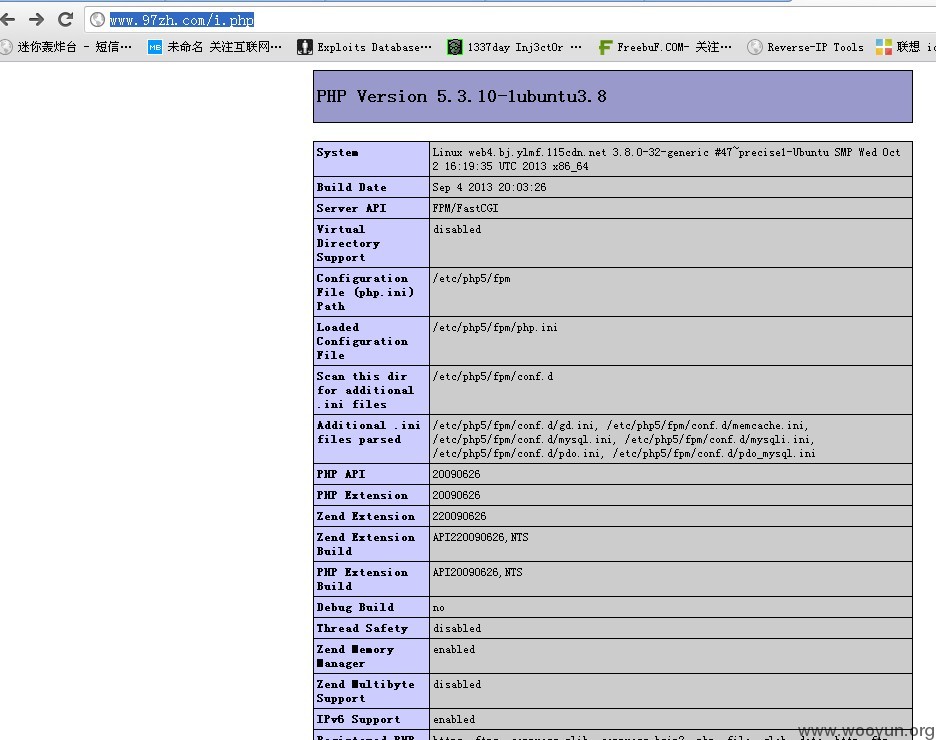 www.97zh.com/i.php
迷你轰炸台 - 短信… MB 未命名 关注互联网… Exploits Database… 1337day Inj3ct0r … FreebuF.COM- 关注… Reverse-IP Tools 联想
PHP Version 5.3.10-1ubuntu3.8
System Linux web4.bj.ylmf.115cdn.net 3.8.0-32-generic #47~precise1-Ubuntu SMP Wed Oct
2 16:19:35 UTC 2013 x86_64
Build Date Sep 4 2013 20:03:26
Server API FPM/FastCGI
Virtual disabled
Directory
Support
Configuration /etc/php5/fpm
File (php.ini)
Path
Loaded /etc/php5/fpm/php.ini
Configuration
File
Scan this dir /etc/php5/fpm/conf.d
for additional
.ini files
Additional .ini /etc/php5/fpm/conf.d/gd.ini, /etc/php5/fpm/conf.d/memcache.ini,
files parsed /etc/php5/fpm/conf.d/mysql.ini, /etc/php5/fpm/conf.d/mysqli.ini,
/etc/php5/fpm/conf.d/pdo.ini, /etc/php5/fpm/conf.d/pdo_mysql.ini
PHP API 20090626
PHP Extension 20090626
Zend Extension 220090626
Zend Extension API220090626,NTS
Build
PHP Extension API20090626,NTS
Build
Debug Build no
Thread Safety disabled
Zend Memory enabled
Manager
Zend Multibyte disabled
Support
IPv6 Support enabled
Registered PHP
www.wooyun.org